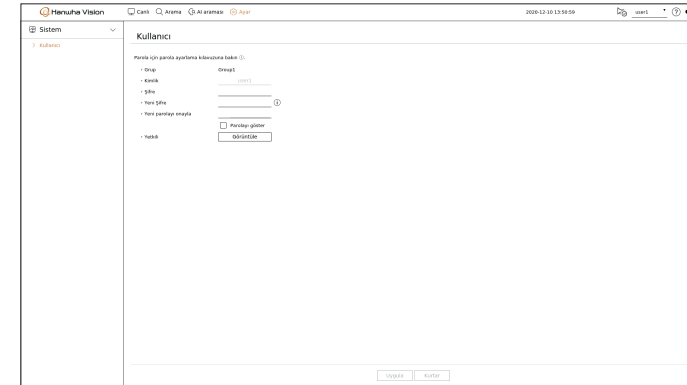 Hanwha Vision
Canlı Arama AI araması Ayar 2020-12-10 13:50:59 user1
Sistem
Kullanıcı
Kullanıcı
Parola için parola ayarlama kılavuzuna bakın
Grup Group1
Kimlik user1
Şifre
Yeni Şifre
Yeni parolayı onayla
Parolayı göster
Yetkili Görüntüle
Uygula Kurtar